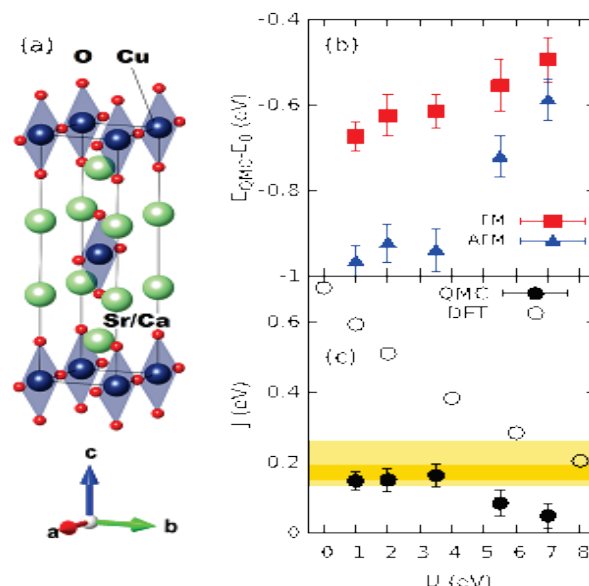 (a)
O
Cu
Sr/Ca
c
a
b
(b)
-0.4
-0.6
-0.8
-1
E_QMC-E_0 (eV)
FM
AFM
QMC
DFT
(c)
0.6
0.4
0.2
0
J (eV)
0 1 2 3 4 5 6 7 8
U (eV)